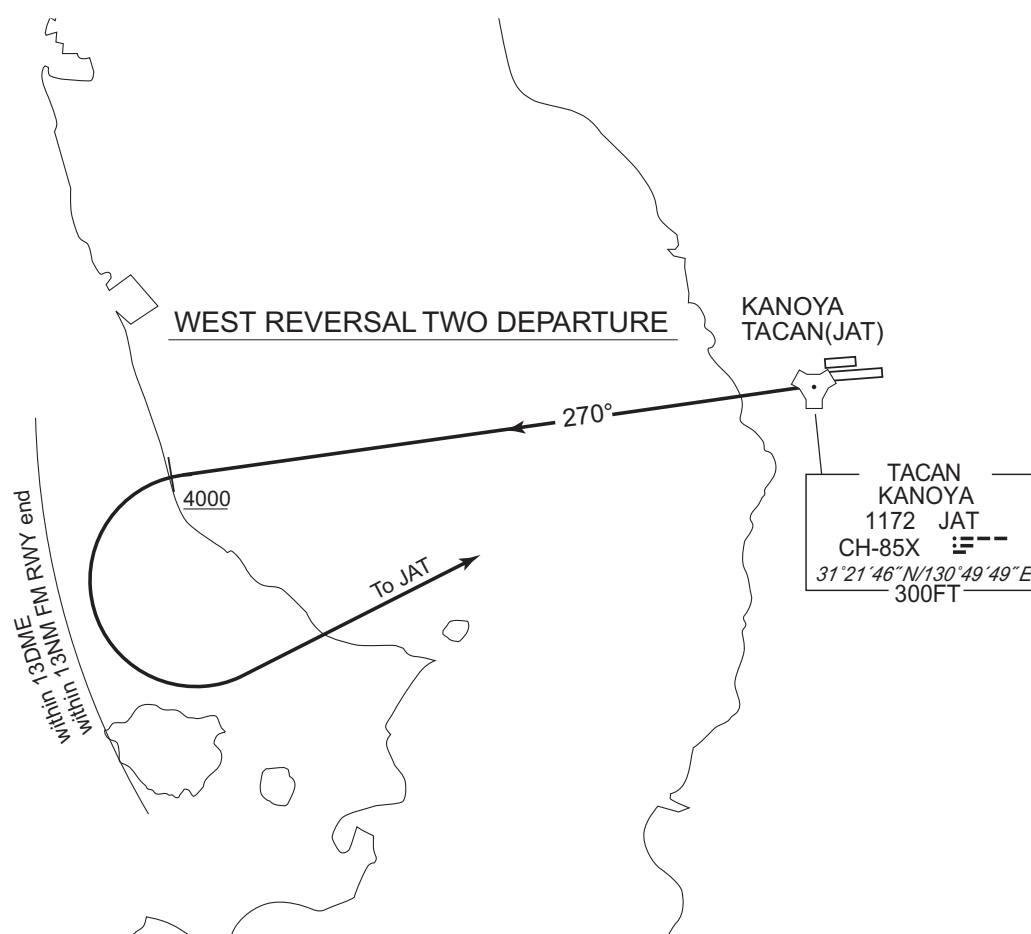 WEST REVERSAL TWO DEPARTURE
KANOYA
TACAN(JAT)
270°
4000
To JAT
within 13DME
within 13NM FM RWY end
TACAN
KANOYA
1172 JAT
CH-85X
31°21´46˝N/130°49´49˝E
300FT